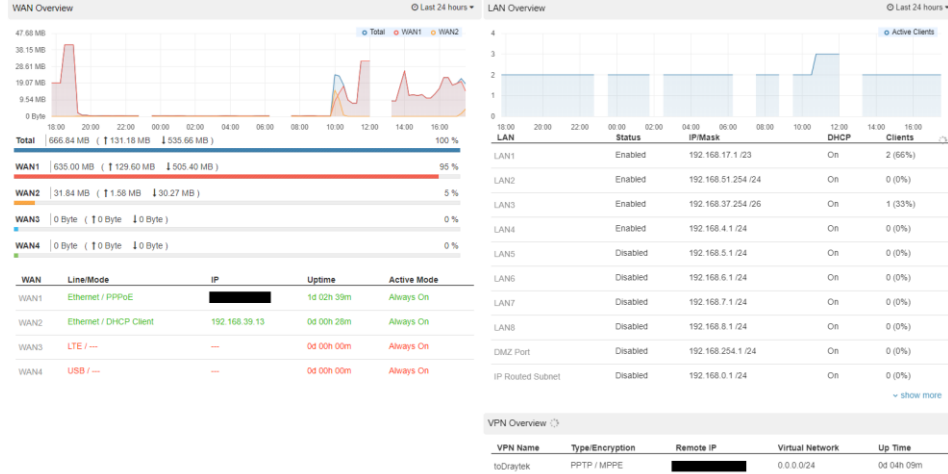 WAN Overview
Last 24 hours
Total WAN1 WAN2
47.68 MB
38.15 MB
28.61 MB
19.07 MB
9.54 MB
0 Byte
18:00 20:00 22:00 00:00 02:00 04:00 06:00 08:00 10:00 12:00 14:00 16:00
Total 666.84 MB ( ↑ 131.18 MB ↓ 535.66 MB ) 100 %
WAN1 635.00 MB ( ↑ 129.60 MB ↓ 505.40 MB ) 95 %
WAN2 31.84 MB ( ↑ 1.58 MB ↓ 30.27 MB ) 5 %
WAN3 0 Byte ( ↑ 0 Byte ↓ 0 Byte ) 0 %
WAN4 0 Byte ( ↑ 0 Byte ↓ 0 Byte ) 0 %
WAN Line/Mode IP Uptime Active Mode
WAN1 Ethernet / PPPoE 1d 02h 39m Always On
WAN2 Ethernet / DHCP Client 192.168.39.13 0d 00h 28m Always On
WAN3 LTE / --- --- 0d 00h 00m Always On
WAN4 USB / --- --- 0d 00h 00m Always On
LAN Overview
Last 24 hours
Active Clients
4
3
2
1
0
18:00 20:00 22:00 00:00 02:00 04:00 06:00 08:00 10:00 12:00 14:00 16:00
LAN Status IP/Mask DHCP Clients
LAN1 Enabled 192.168.17.1 /23 On 2 (66%)
LAN2 Enabled 192.168.51.254 /24 On 0 (0%)
LAN3 Enabled 192.168.37.254 /26 On 1 (33%)
LAN4 Enabled 192.168.4.1 /24 On 0 (0%)
LAN5 Disabled 192.168.5.1 /24 On 0 (0%)
LAN6 Disabled 192.168.6.1 /24 On 0 (0%)
LAN7 Disabled 192.168.7.1 /24 On 0 (0%)
LAN8 Disabled 192.168.8.1 /24 On 0 (0%)
DMZ Port Disabled 192.168.254.1 /24 On 0 (0%)
IP Routed Subnet Disabled 192.168.0.1 /24 On 0 (0%)
show more
VPN Overview
VPN Name Type/Encryption Remote IP Virtual Network Up Time
toDraytek PPTP / MPPE 0.0.0.0/24 0d 04h 09m